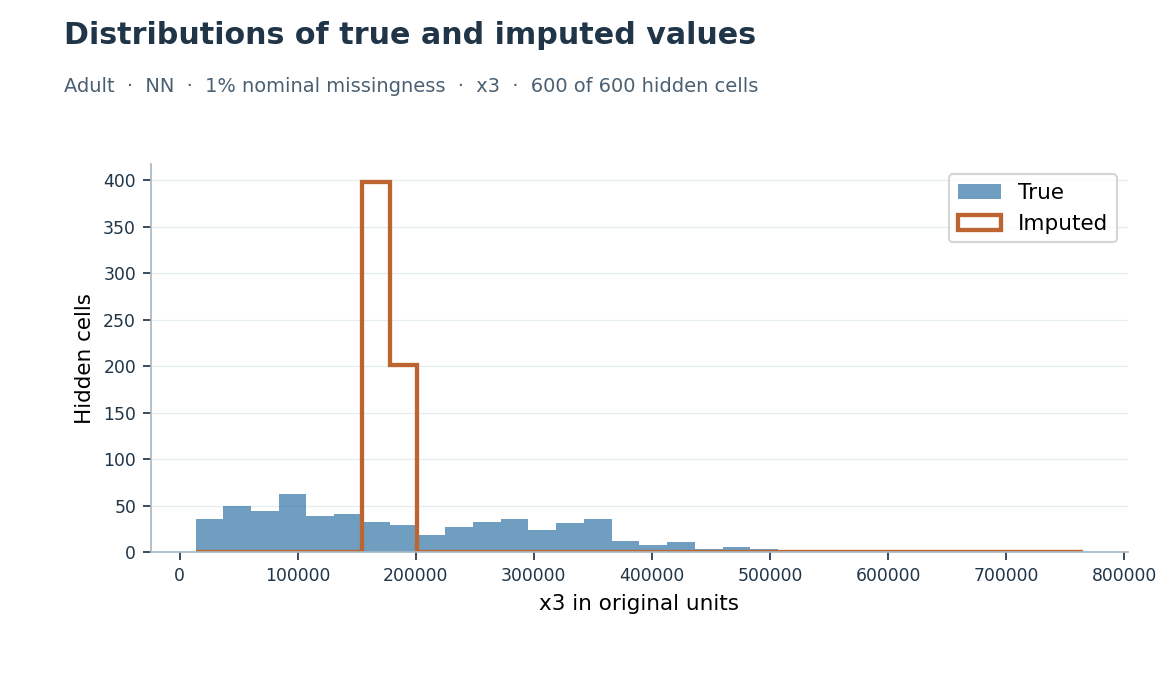 Distributions of true and imputed values
Adult · NN · 1% nominal missingness · x3 · 600 of 600 hidden cells
True
Imputed
Hidden cells
400
350
300
250
200
150
100
50
0
0 100000 200000 300000 400000 500000 600000 700000 800000
x3 in original units